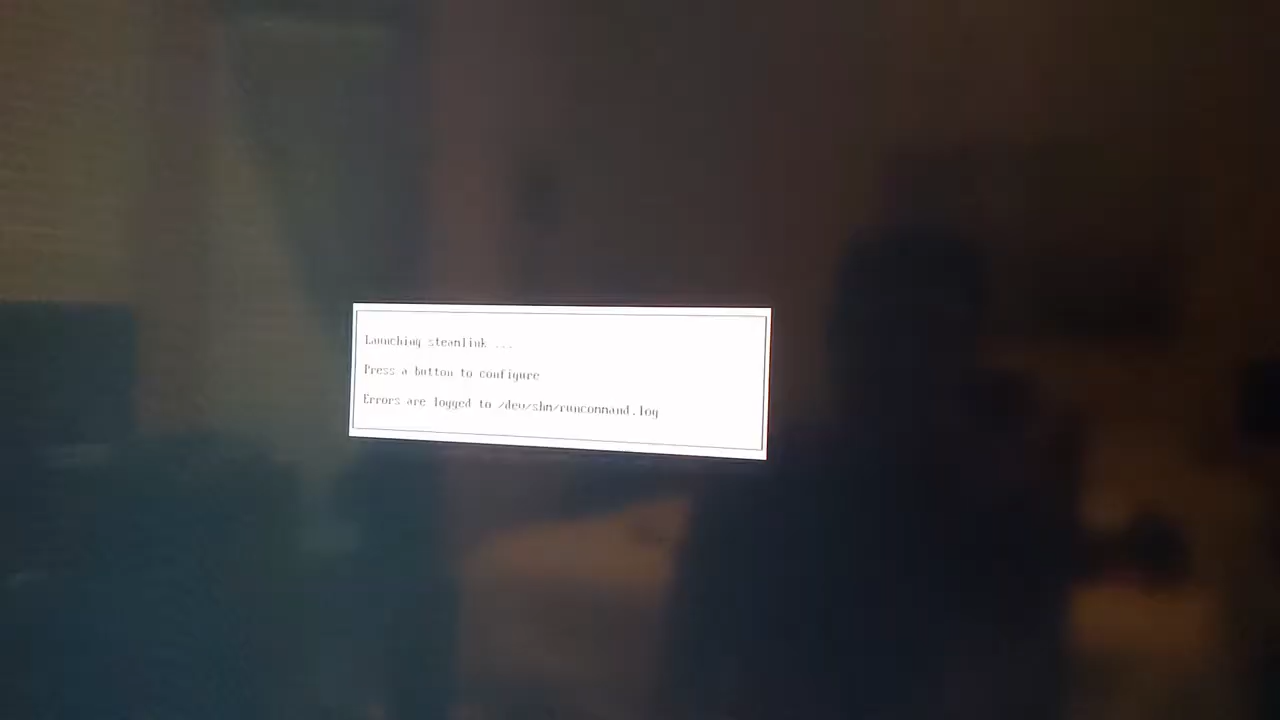 Launching steamlink ...
Press a button to configure
Errors are logged to /dev/shm/runcommand.log